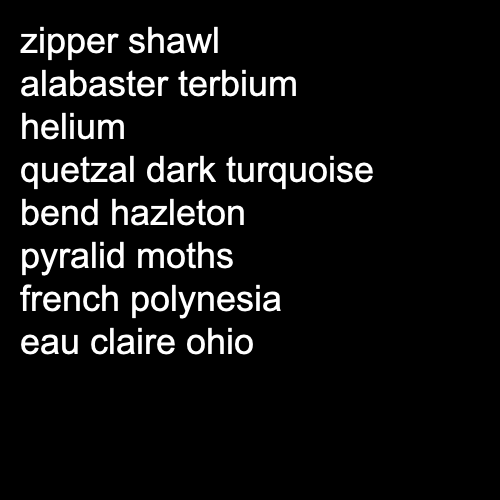 zipper shawl
alabaster terbium
helium
quetzal dark turquoise
bend hazleton
pyralid moths
french polynesia
eau claire ohio